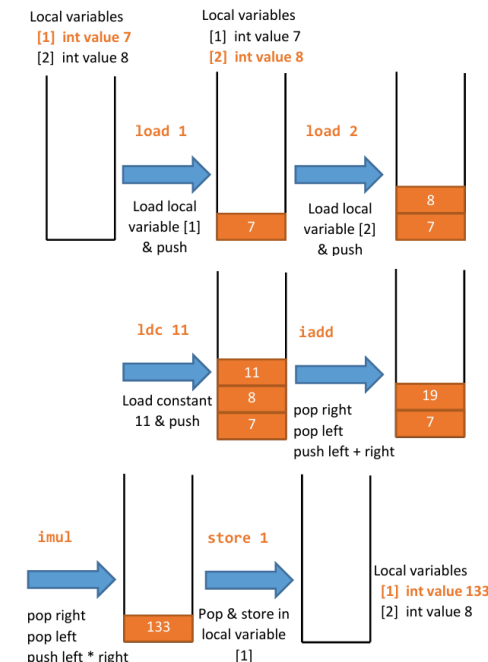 Local variables
[1] int value 7
[2] int value 8
Local variables
[1] int value 7
[2] int value 8
load 1
Load local
variable [1]
& push
7
load 2
Load local
variable [2]
& push
8
7
ldc 11
Load constant
11 & push
11
8
7
iadd
pop right
pop left
push left + right
19
7
imul
pop right
pop left
push left * right
133
store 1
Pop & store in
local variable
[1]
Local variables
[1] int value 133
[2] int value 8